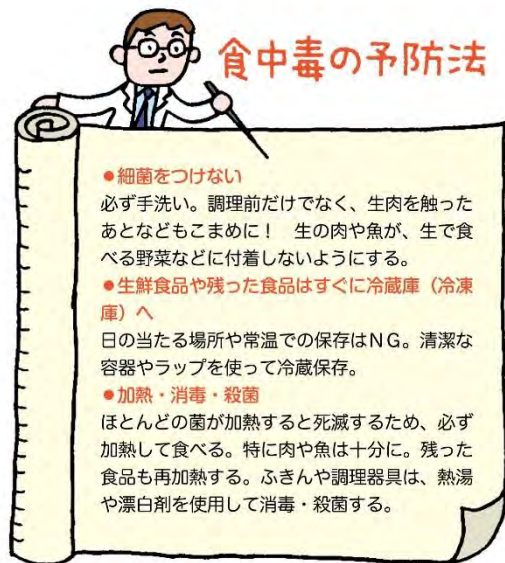 食中毒の予防法
●細菌をつけない
必ず手洗い。調理前だけでなく、生肉を触った
あとなどもこまめに！　生の肉や魚が、生で食
べる野菜などに付着しないようにする。
●生鮮食品や残った食品はすぐに冷蔵庫（冷凍
庫）へ
日の当たる場所や常温での保存はＮＧ。清潔な
容器やラップを使って冷蔵保存。
●加熱・消毒・殺菌
ほとんどの菌が加熱すると死滅するため、必ず
加熱して食べる。特に肉や魚は十分に。残った
食品も再加熱する。ふきんや調理器具は、熱湯
や漂白剤を使用して消毒・殺菌する。